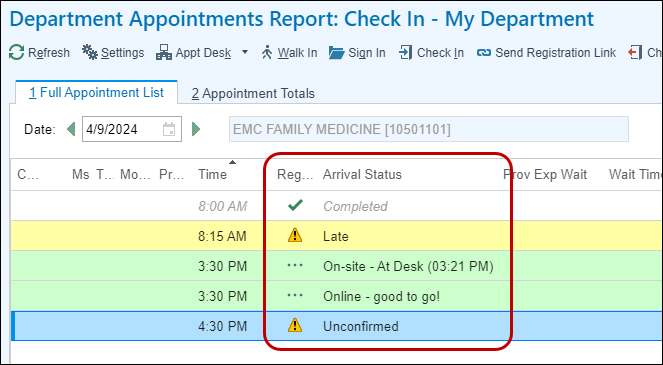 Department Appointments Report: Check In - My Department
Refresh Settings Appt Desk Walk In Sign In Check In Send Registration Link Ch
1 Full Appointment List 2 Appointment Totals
Date: 4/9/2024 EMC FAMILY MEDICINE [10501101]
C... Ms T... Mo... Pr... Time Reg... Arrival Status Prov Exp Wait Wait Time
8:00 AM Completed
8:15 AM Late
3:30 PM ... On-site - At Desk (03:21 PM)
3:30 PM ... Online - good to go!
4:30 PM Unconfirmed